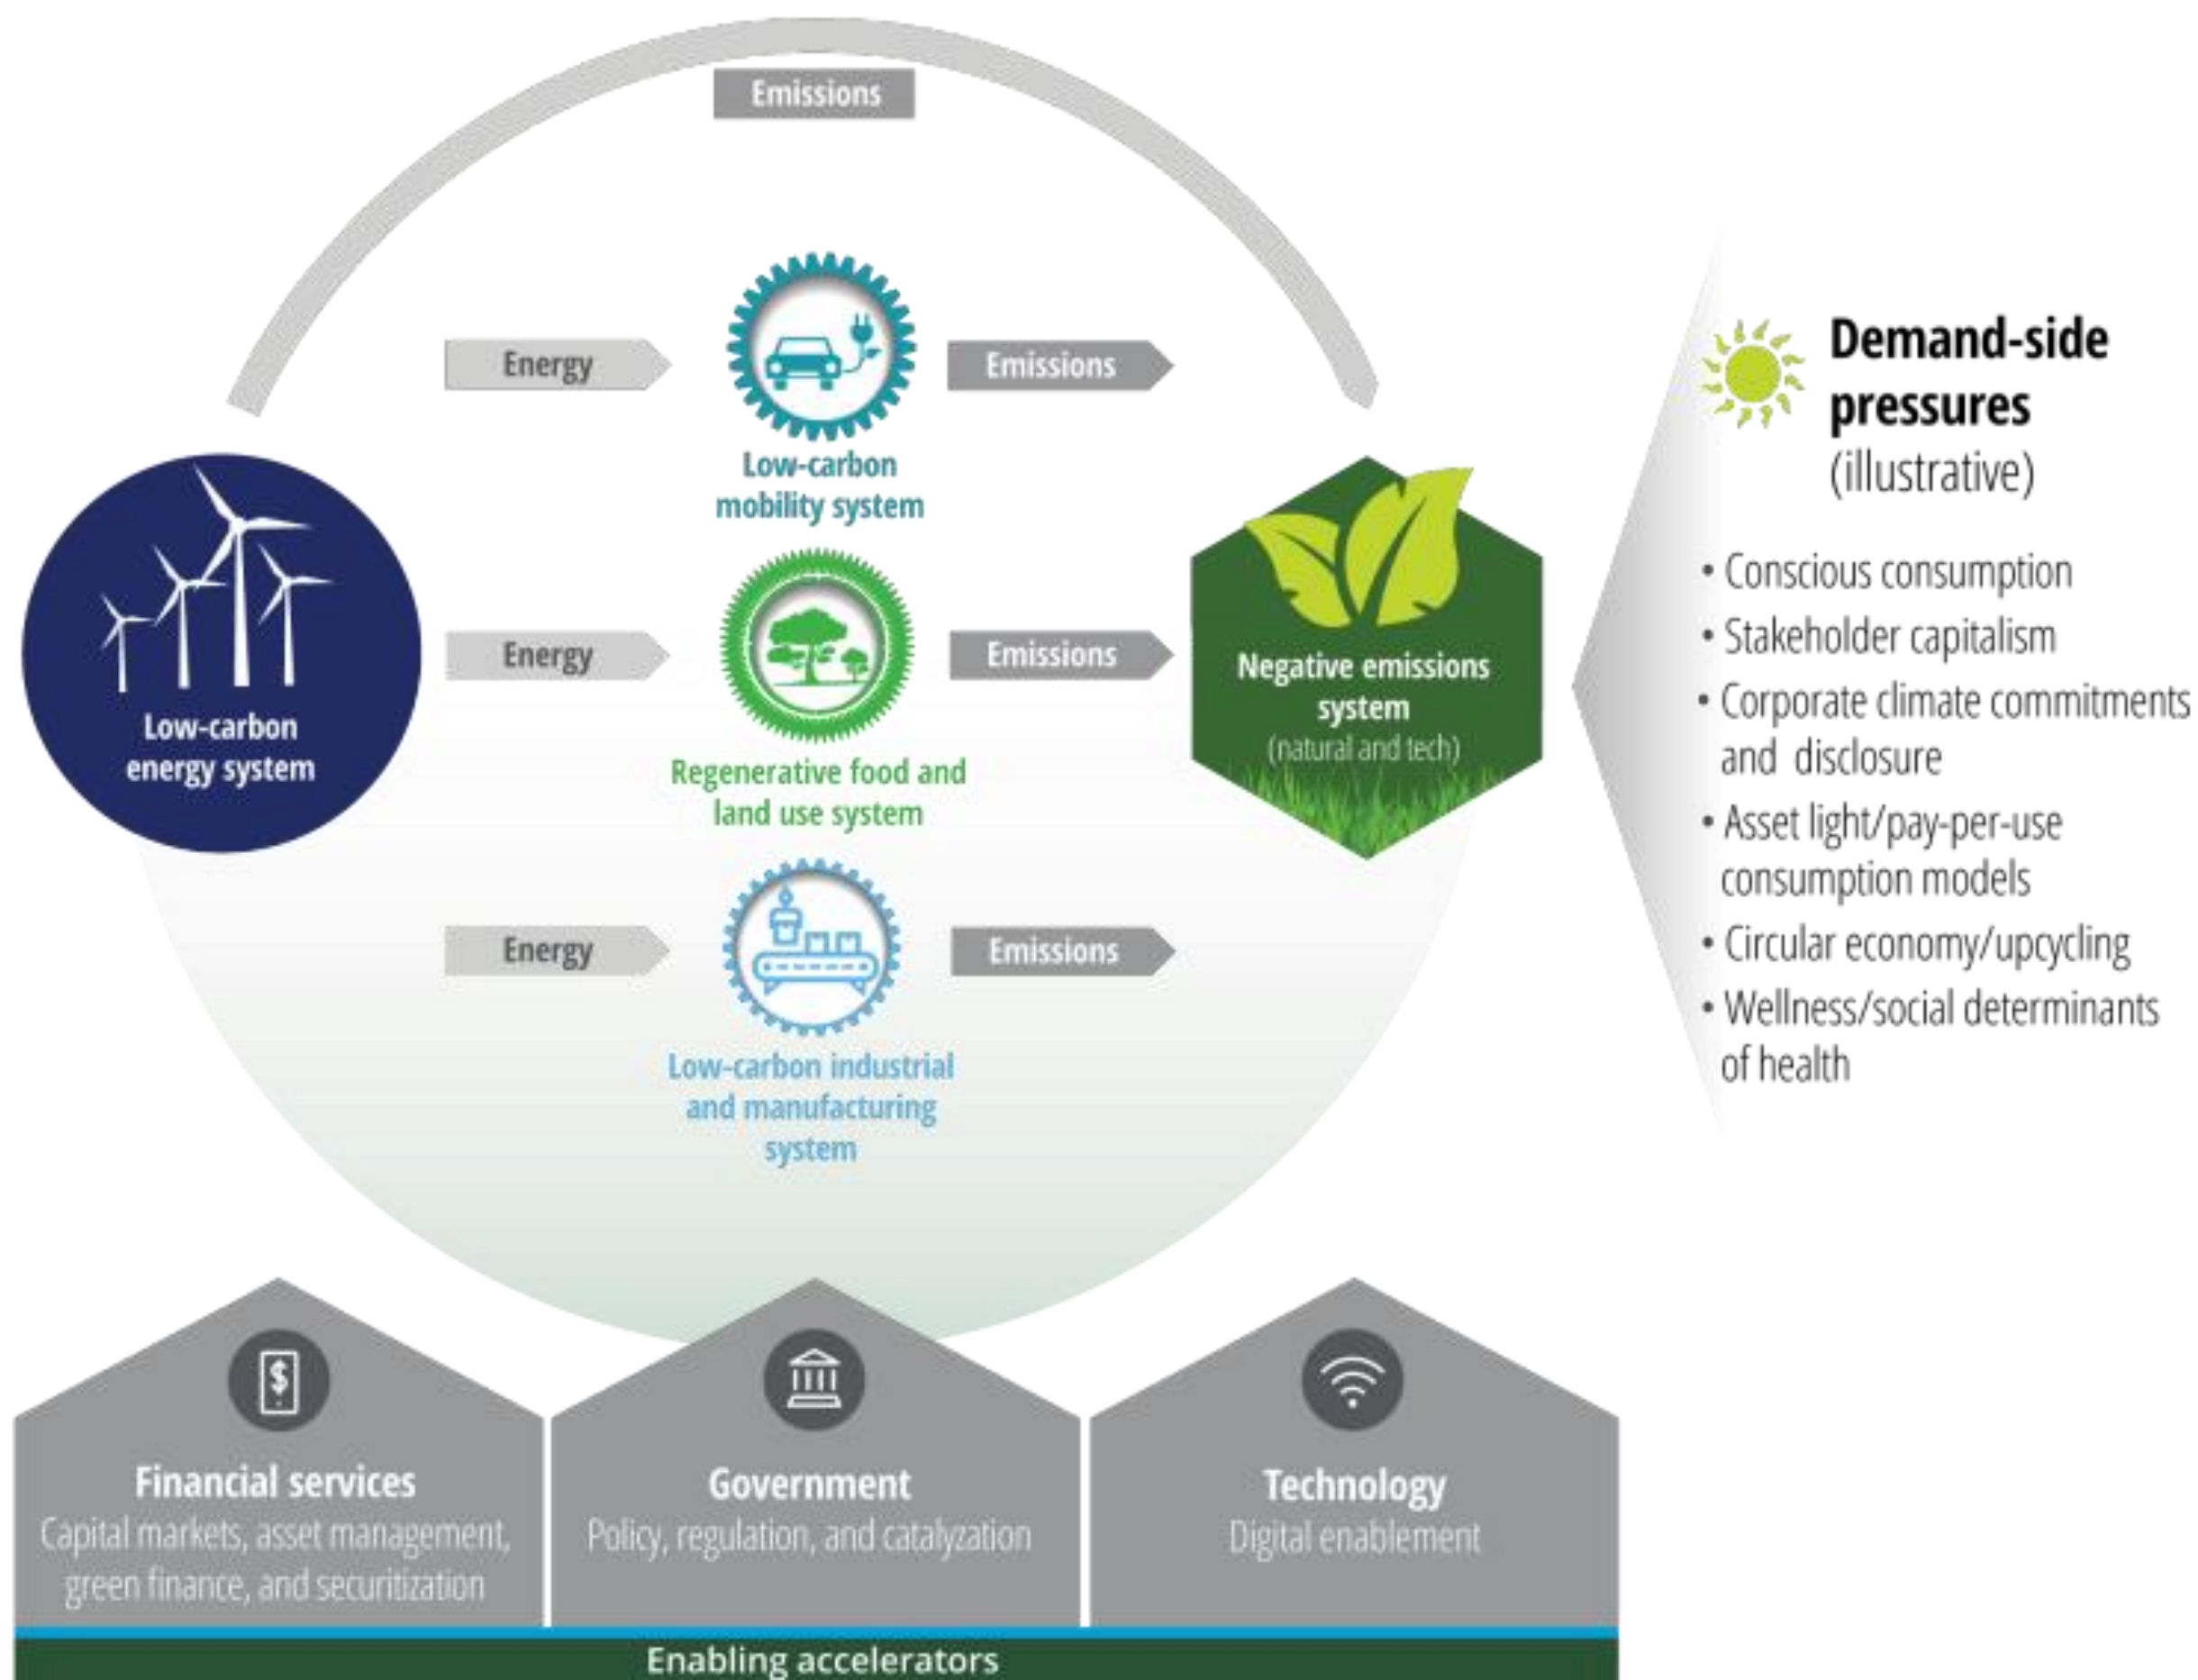 Emissions
Energy
Emissions
Low-carbon
mobility system
Demand-side
pressures
(illustrative)
Low-carbon
energy system
Energy
Emissions
Regenerative food and
land use system
Negative emissions
system
(natural and tech)
• Conscious consumption
• Stakeholder capitalism
• Corporate climate commitments
and disclosure
• Asset light/pay-per-use
consumption models
• Circular economy/upcycling
• Wellness/social determinants
of health
Energy
Emissions
Low-carbon industrial
and manufacturing
system
$
Financial services
Capital markets, asset management,
green finance, and securitization
Government
Policy, regulation, and catalyzation
Technology
Digital enablement
Enabling accelerators